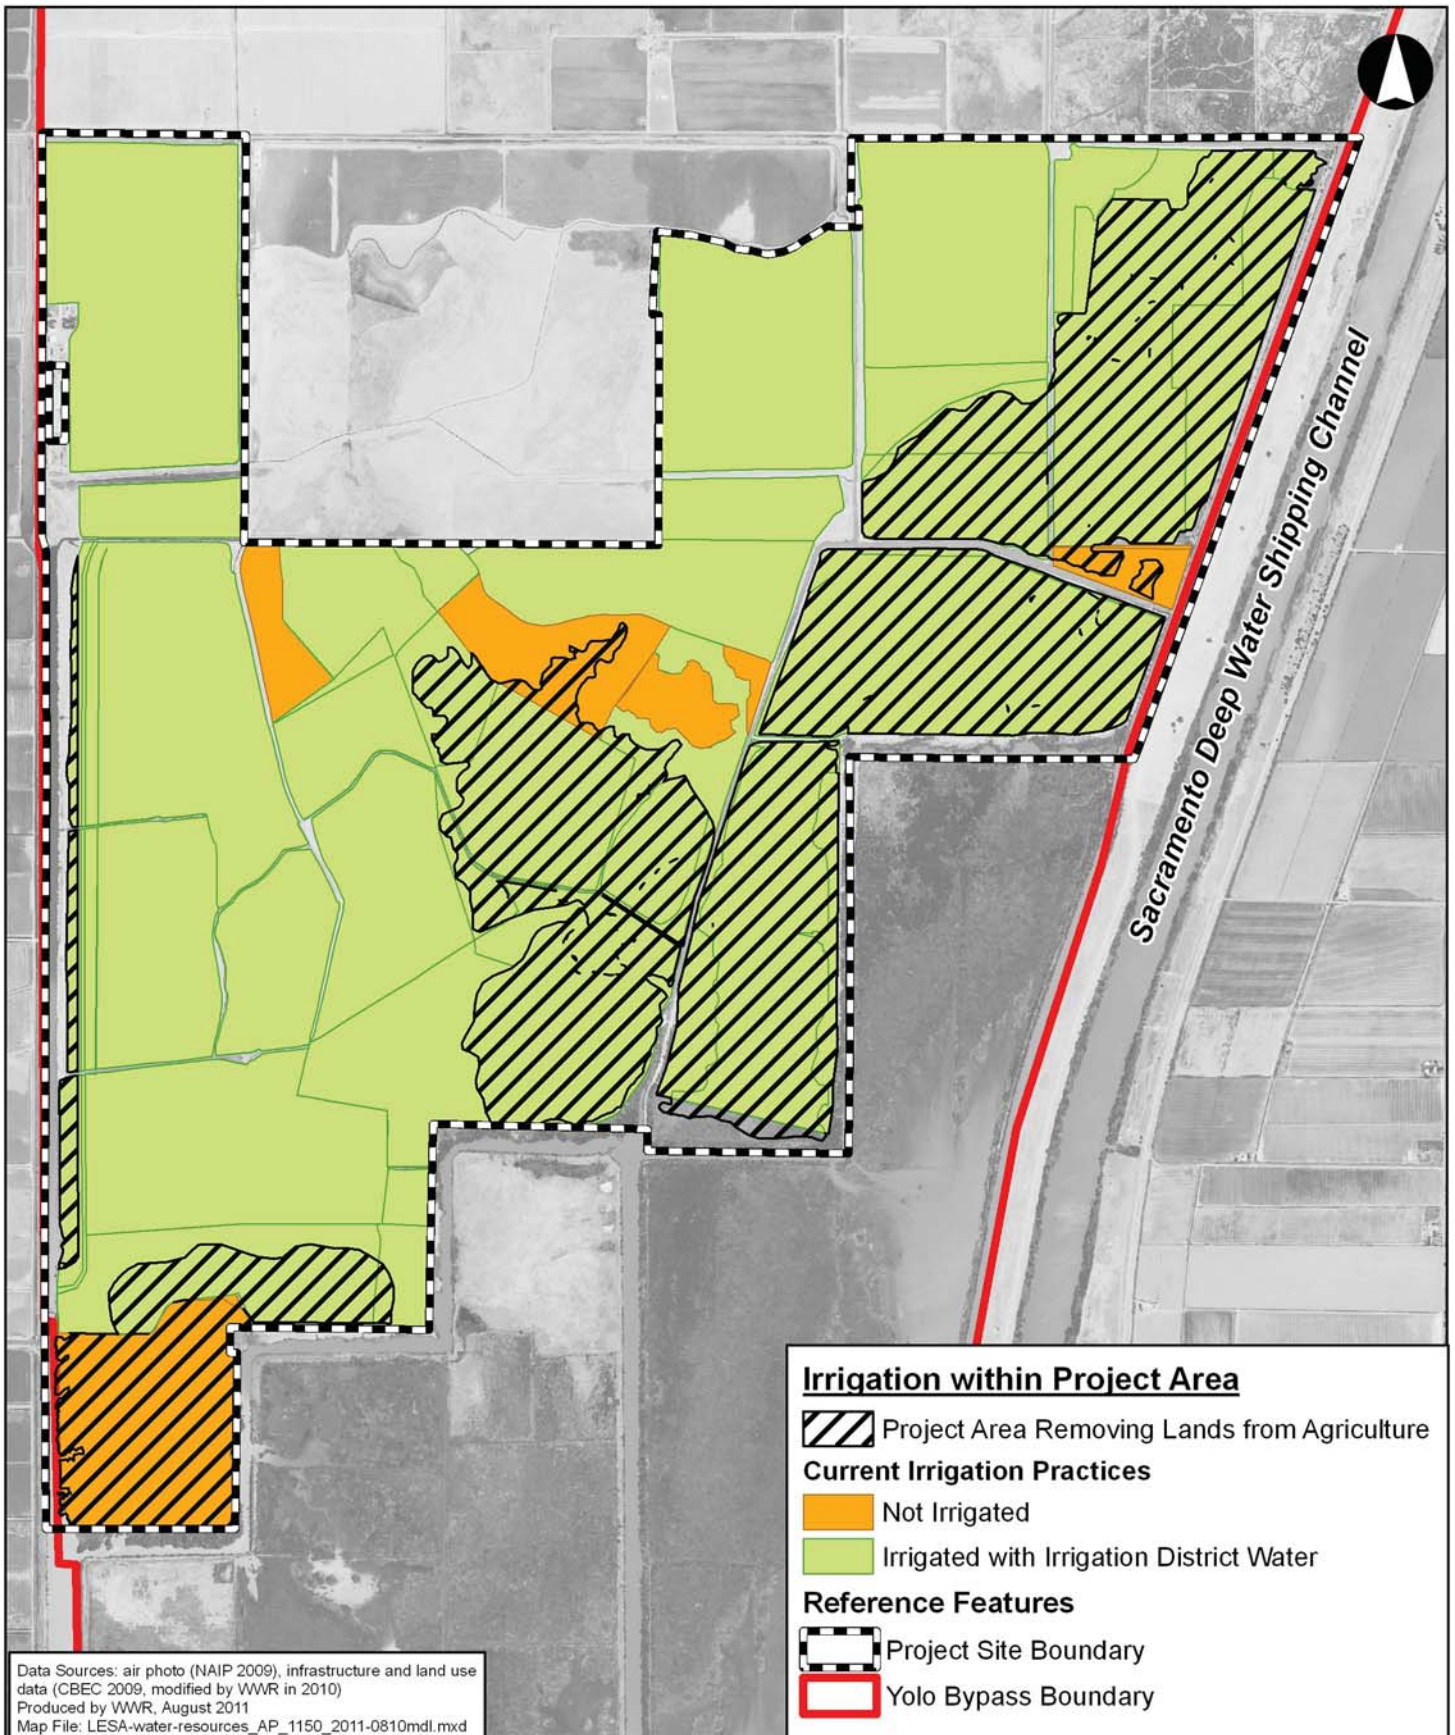 Sacramento Deep Water Shipping Channel
Irrigation within Project Area
Project Area Removing Lands from Agriculture
Current Irrigation Practices
Not Irrigated
Irrigated with Irrigation District Water
Reference Features
Project Site Boundary
Yolo Bypass Boundary
Data Sources: air photo (NAIP 2009), infrastructure and land use
data (CBEC 2009, modified by WWR in 2010)
Produced by WWR, August 2011
Map File: LESA-water-resources_AP_1150_2011-0810mdl.mxd